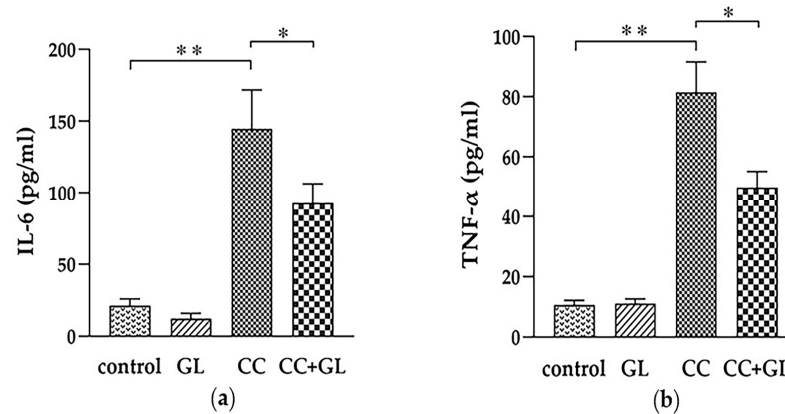 IL-6 (pg/ml)
200
150
100
50
0
**
*
control GL CC CC+GL
(a)
TNF-α (pg/ml)
100
80
60
40
20
0
**
*
control GL CC CC+GL
(b)